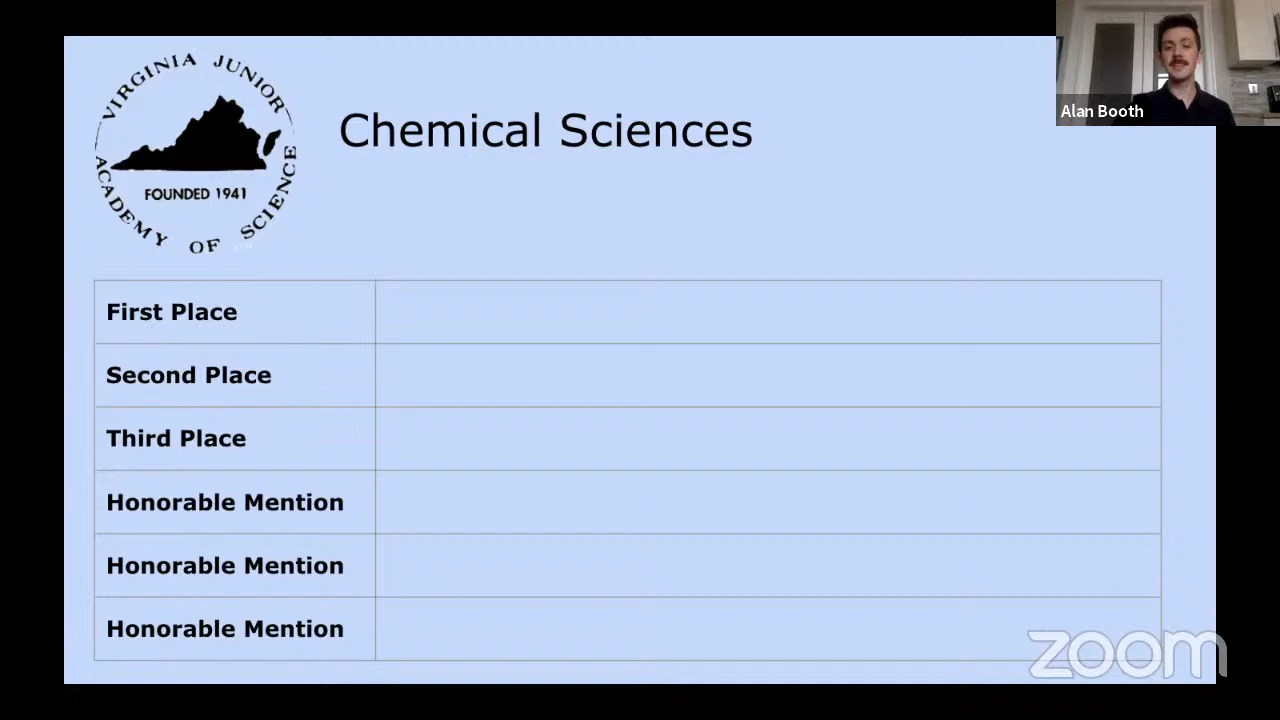 VIRGINIA JUNIOR
ACADEMY OF SCIENCE
FOUNDED 1941
Chemical Sciences
Alan Booth
First Place
Second Place
Third Place
Honorable Mention
Honorable Mention
Honorable Mention
zoom